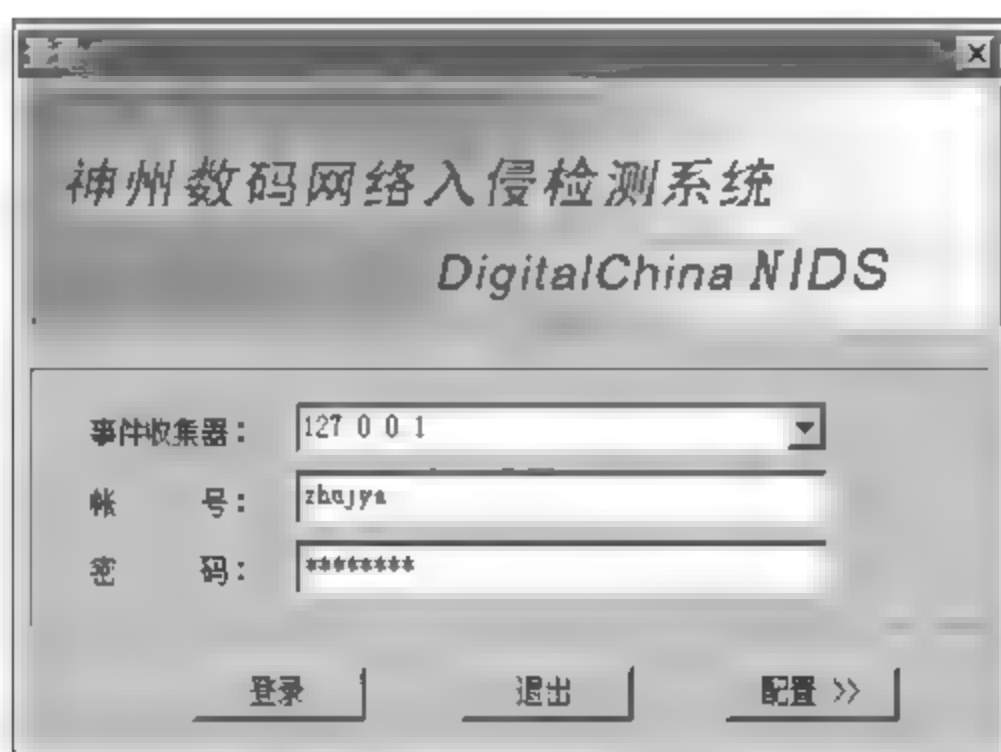 神州数码网络入侵检测系统
DigitalChina NIDS
事件收集器： 127 0 0 1
帐 号： zhujya
密 码： ********
登录 退出 配置 >>